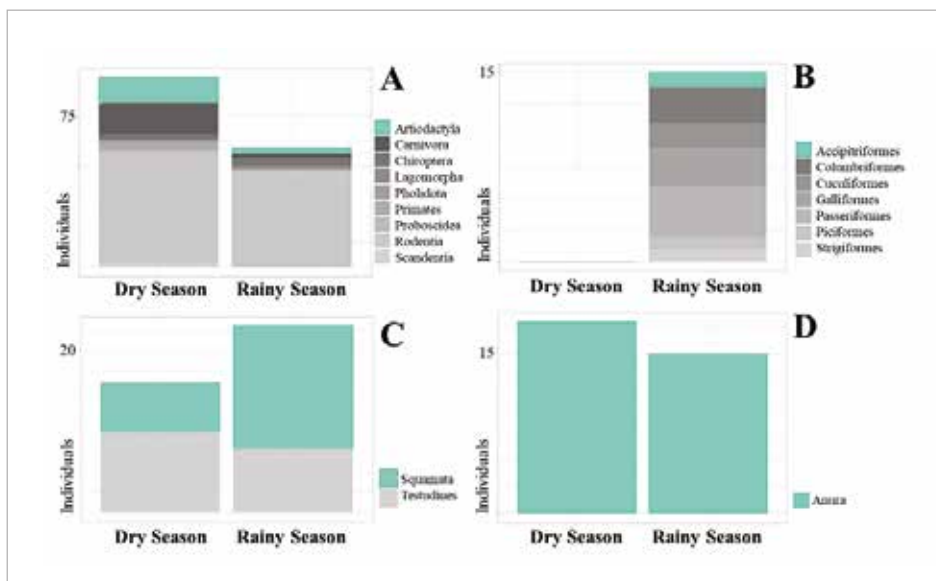 A
75
Individuals
Artiodactyla
Carnivora
Chiroptera
Lagomorpha
Pholidota
Primates
Proboscidea
Rodentia
Scandentia
Dry Season
Rainy Season
B
15
Individuals
Accipitriformes
Columbriformes
Cuculiformes
Galliformes
Passeriformes
Piciformes
Strigiformes
Dry Season
Rainy Season
C
20
Individuals
Squamata
Testudines
Dry Season
Rainy Season
D
15
Individuals
Anura
Dry Season
Rainy Season